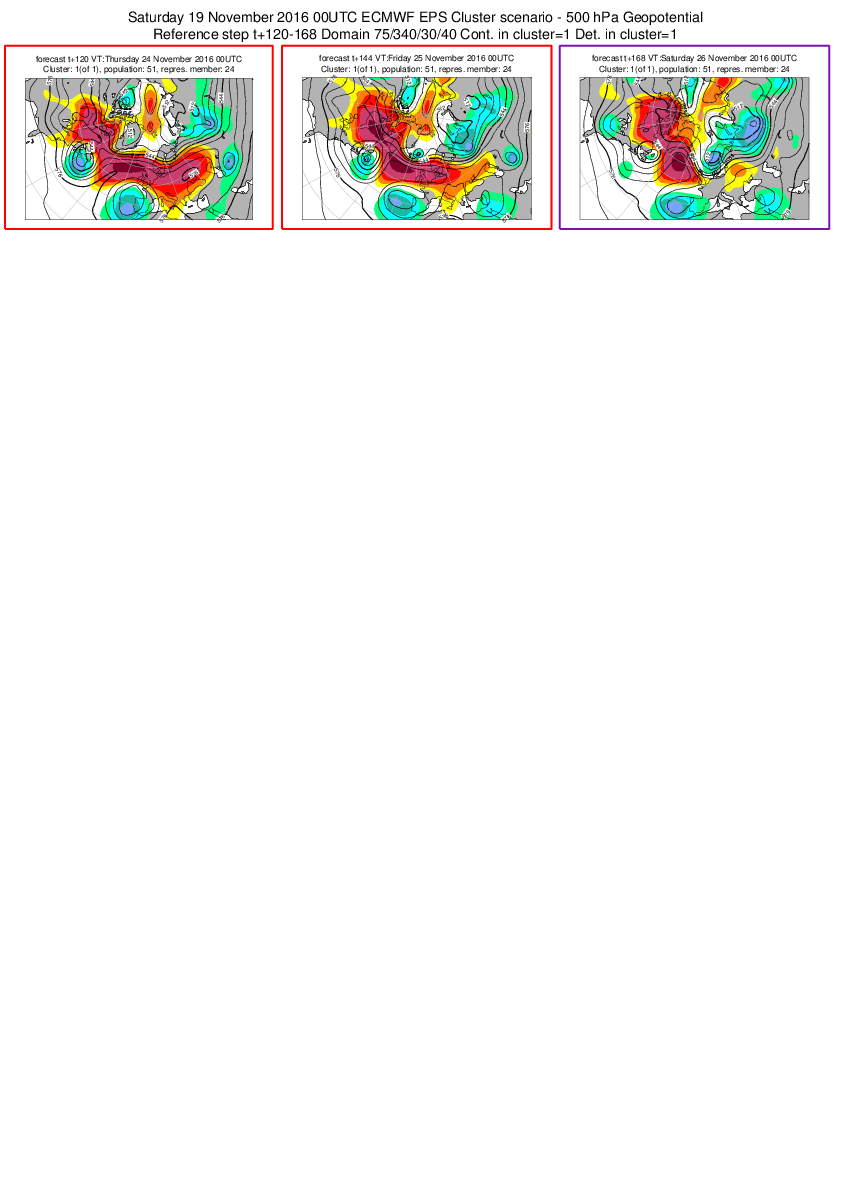 Saturday 19 November 2016 00UTC ECMWF EPS Cluster scenario - 500 hPa Geopotential
Reference step t+120-168 Domain 75/340/30/40 Cont. in cluster=1 Det. in cluster=1
forecast t+120 VT:Thursday 24 November 2016 00UTC
Cluster: 1(of 1), population: 51, repres. member: 24
forecast t+144 VT:Friday 25 November 2016 00UTC
Cluster: 1(of 1), population: 51, repres. member: 24
forecast t+168 VT:Saturday 26 November 2016 00UTC
Cluster: 1(of 1), population: 51, repres. member: 24